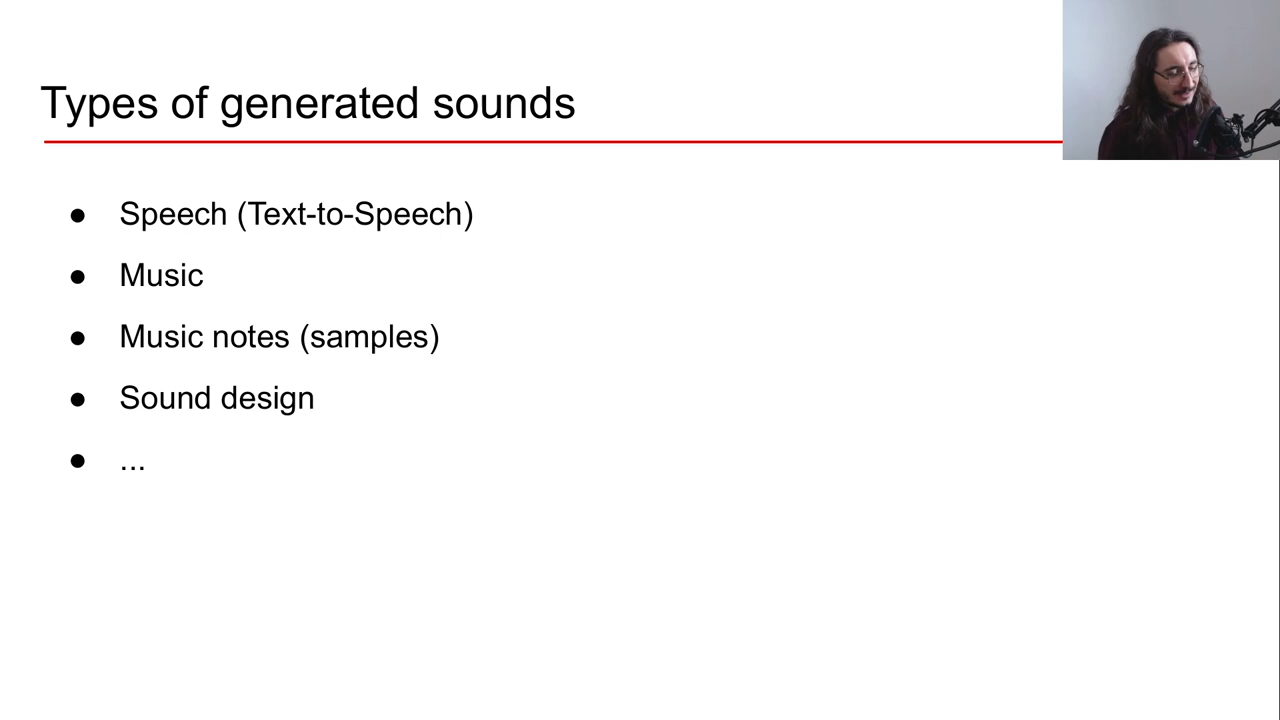 Types of generated sounds
● Speech (Text-to-Speech)
● Music
● Music notes (samples)
● Sound design
● ...